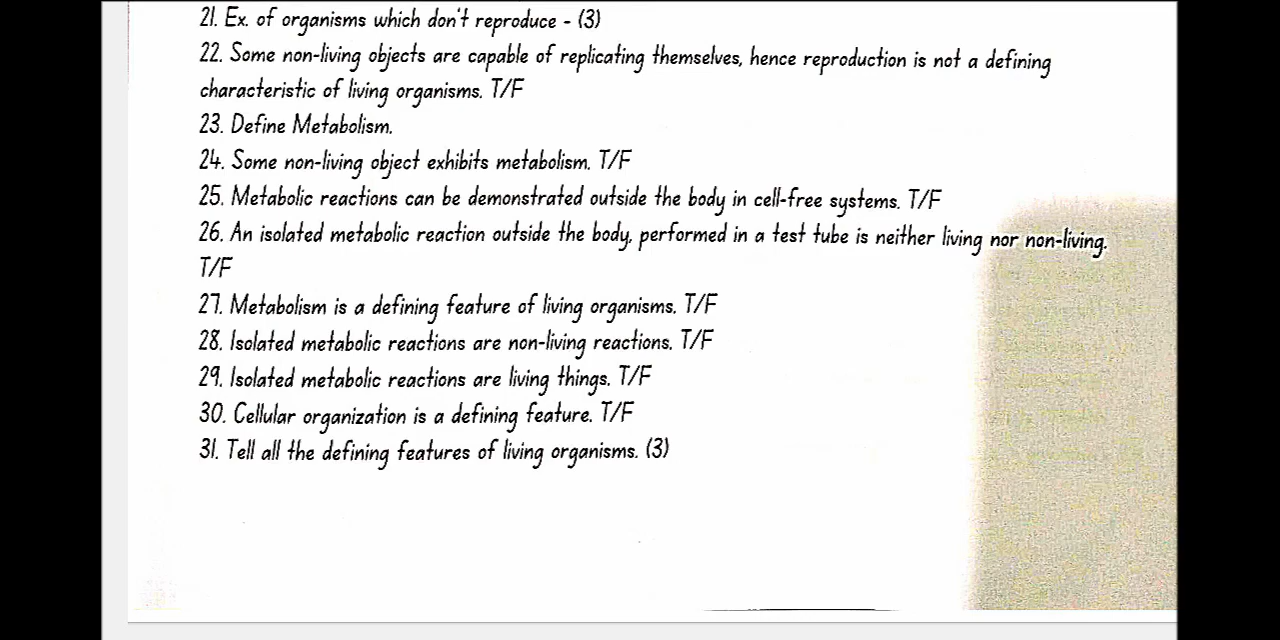 21. Ex. of organisms which don't reproduce - (3)
22. Some non-living objects are capable of replicating themselves, hence reproduction is not a defining
characteristic of living organisms. T/F
23. Define Metabolism.
24. Some non-living object exhibits metabolism. T/F
25. Metabolic reactions can be demonstrated outside the body in cell-free systems. T/F
26. An isolated metabolic reaction outside the body, performed in a test tube is neither living nor non-living.
T/F
27. Metabolism is a defining feature of living organisms. T/F
28. Isolated metabolic reactions are non-living reactions. T/F
29. Isolated metabolic reactions are living things. T/F
30. Cellular organization is a defining feature. T/F
31. Tell all the defining features of living organisms. (3)